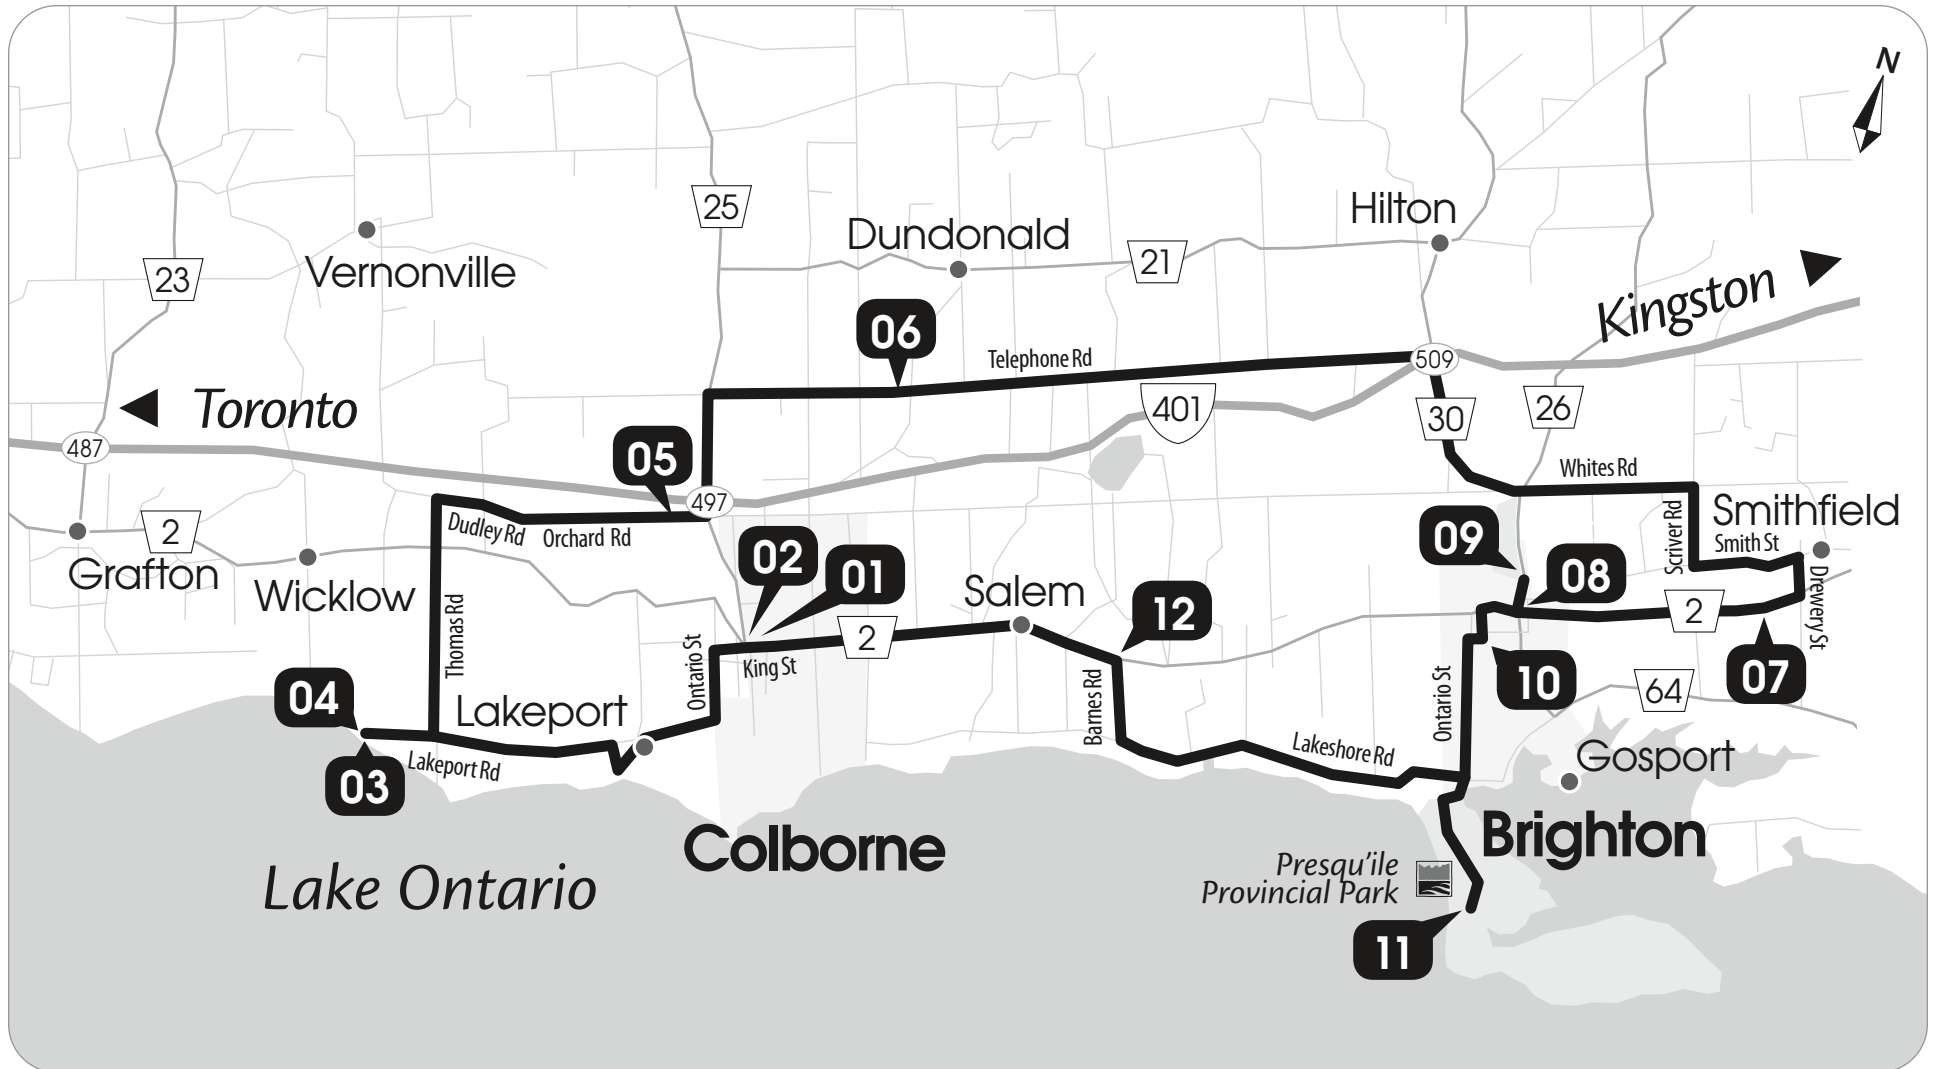 N
25
Hilton
Dundonald
21
23
Vernonville
Kingston
06
Telephone Rd
509
Toronto
401
30
26
487
05
Whites Rd
497
Scriver Rd
Smithfield
Smith St
2
Dudley Rd
Orchard Rd
02
01
09
08
Grafton
Wicklow
Salem
12
2
2
Drewery St
Thomas Rd
Ontario St
King St
04
Lakeport
Barnes Rd
Ontario St
10
64
07
03
Lakeport Rd
Lakeshore Rd
Gosport
Colborne
Brighton
Lake Ontario
Presqu'ile
Provincial Park
11